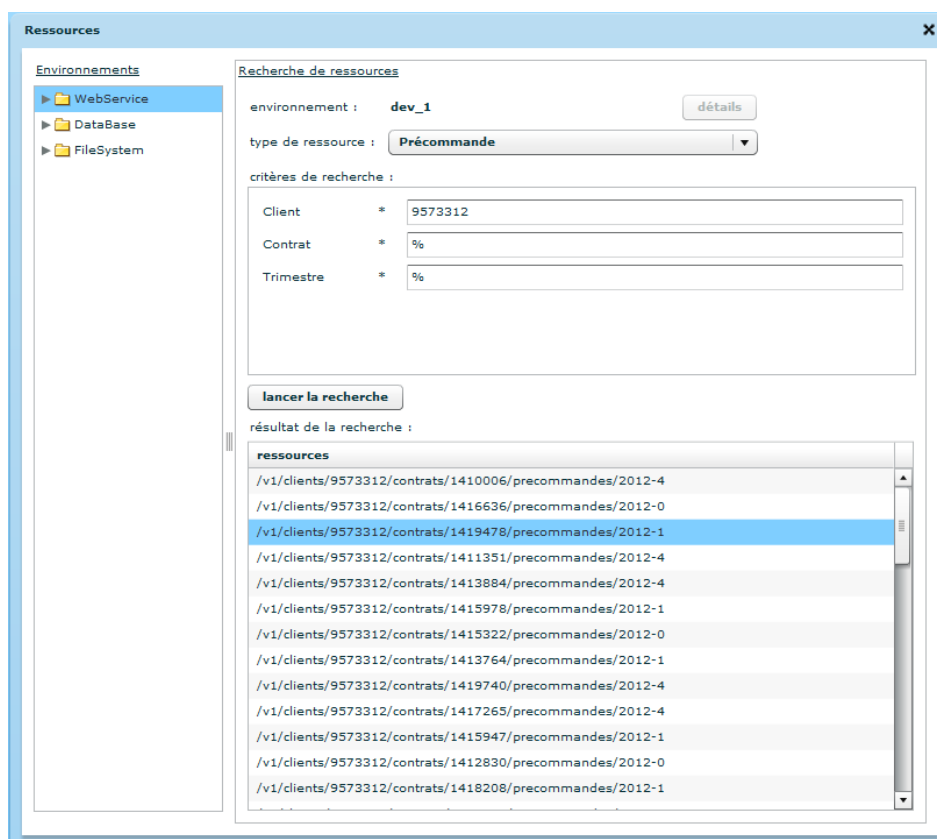 Ressources
Environnements
WebService
DataBase
FileSystem
Recherche de ressources
environnement : dev_1 détails
type de ressource : Précommande
critères de recherche :
Client * 9573312
Contrat * %
Trimestre * %
lancer la recherche
résultat de la recherche :
ressources
/v1/clients/9573312/contrats/1410006/precommandes/2012-4
/v1/clients/9573312/contrats/1416636/precommandes/2012-0
/v1/clients/9573312/contrats/1419478/precommandes/2012-1
/v1/clients/9573312/contrats/1411351/precommandes/2012-4
/v1/clients/9573312/contrats/1413884/precommandes/2012-4
/v1/clients/9573312/contrats/1415978/precommandes/2012-1
/v1/clients/9573312/contrats/1415322/precommandes/2012-0
/v1/clients/9573312/contrats/1413764/precommandes/2012-1
/v1/clients/9573312/contrats/1419740/precommandes/2012-4
/v1/clients/9573312/contrats/1417265/precommandes/2012-4
/v1/clients/9573312/contrats/1415947/precommandes/2012-1
/v1/clients/9573312/contrats/1412830/precommandes/2012-0
/v1/clients/9573312/contrats/1418208/precommandes/2012-1